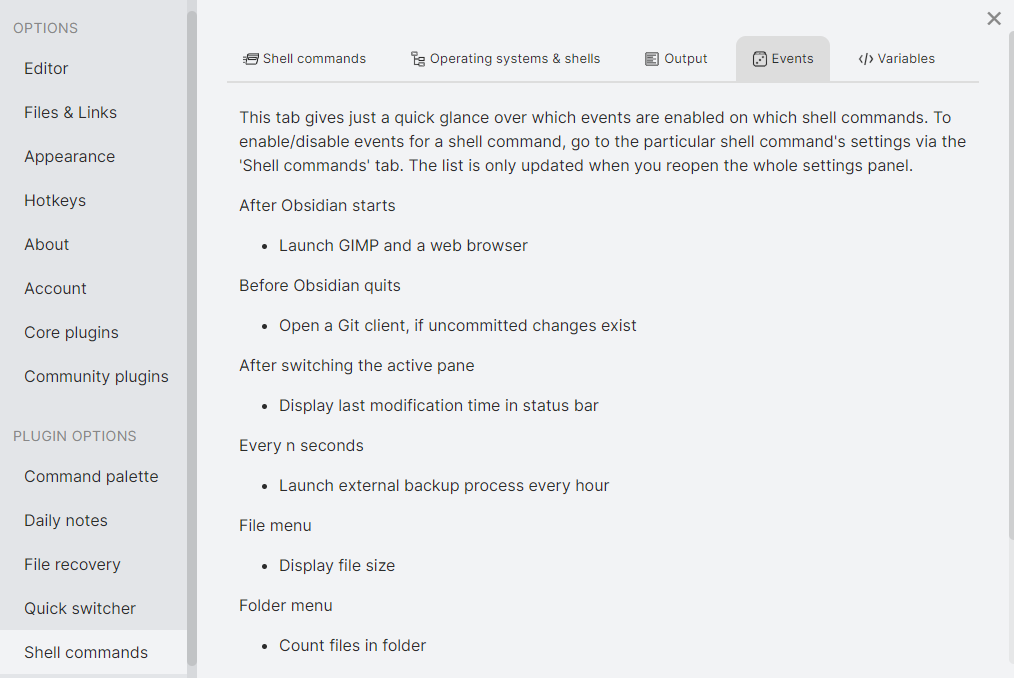 OPTIONS
Editor
Files & Links
Appearance
Hotkeys
About
Account
Core plugins
Community plugins
PLUGIN OPTIONS
Command palette
Daily notes
File recovery
Quick switcher
Shell commands
Shell commands
Operating systems & shells
Output
Events
Variables
This tab gives just a quick glance over which events are enabled on which shell commands. To
enable/disable events for a shell command, go to the particular shell command's settings via the
'Shell commands' tab. The list is only updated when you reopen the whole settings panel.
After Obsidian starts
• Launch GIMP and a web browser
Before Obsidian quits
• Open a Git client, if uncommitted changes exist
After switching the active pane
• Display last modification time in status bar
Every n seconds
• Launch external backup process every hour
File menu
• Display file size
Folder menu
• Count files in folder